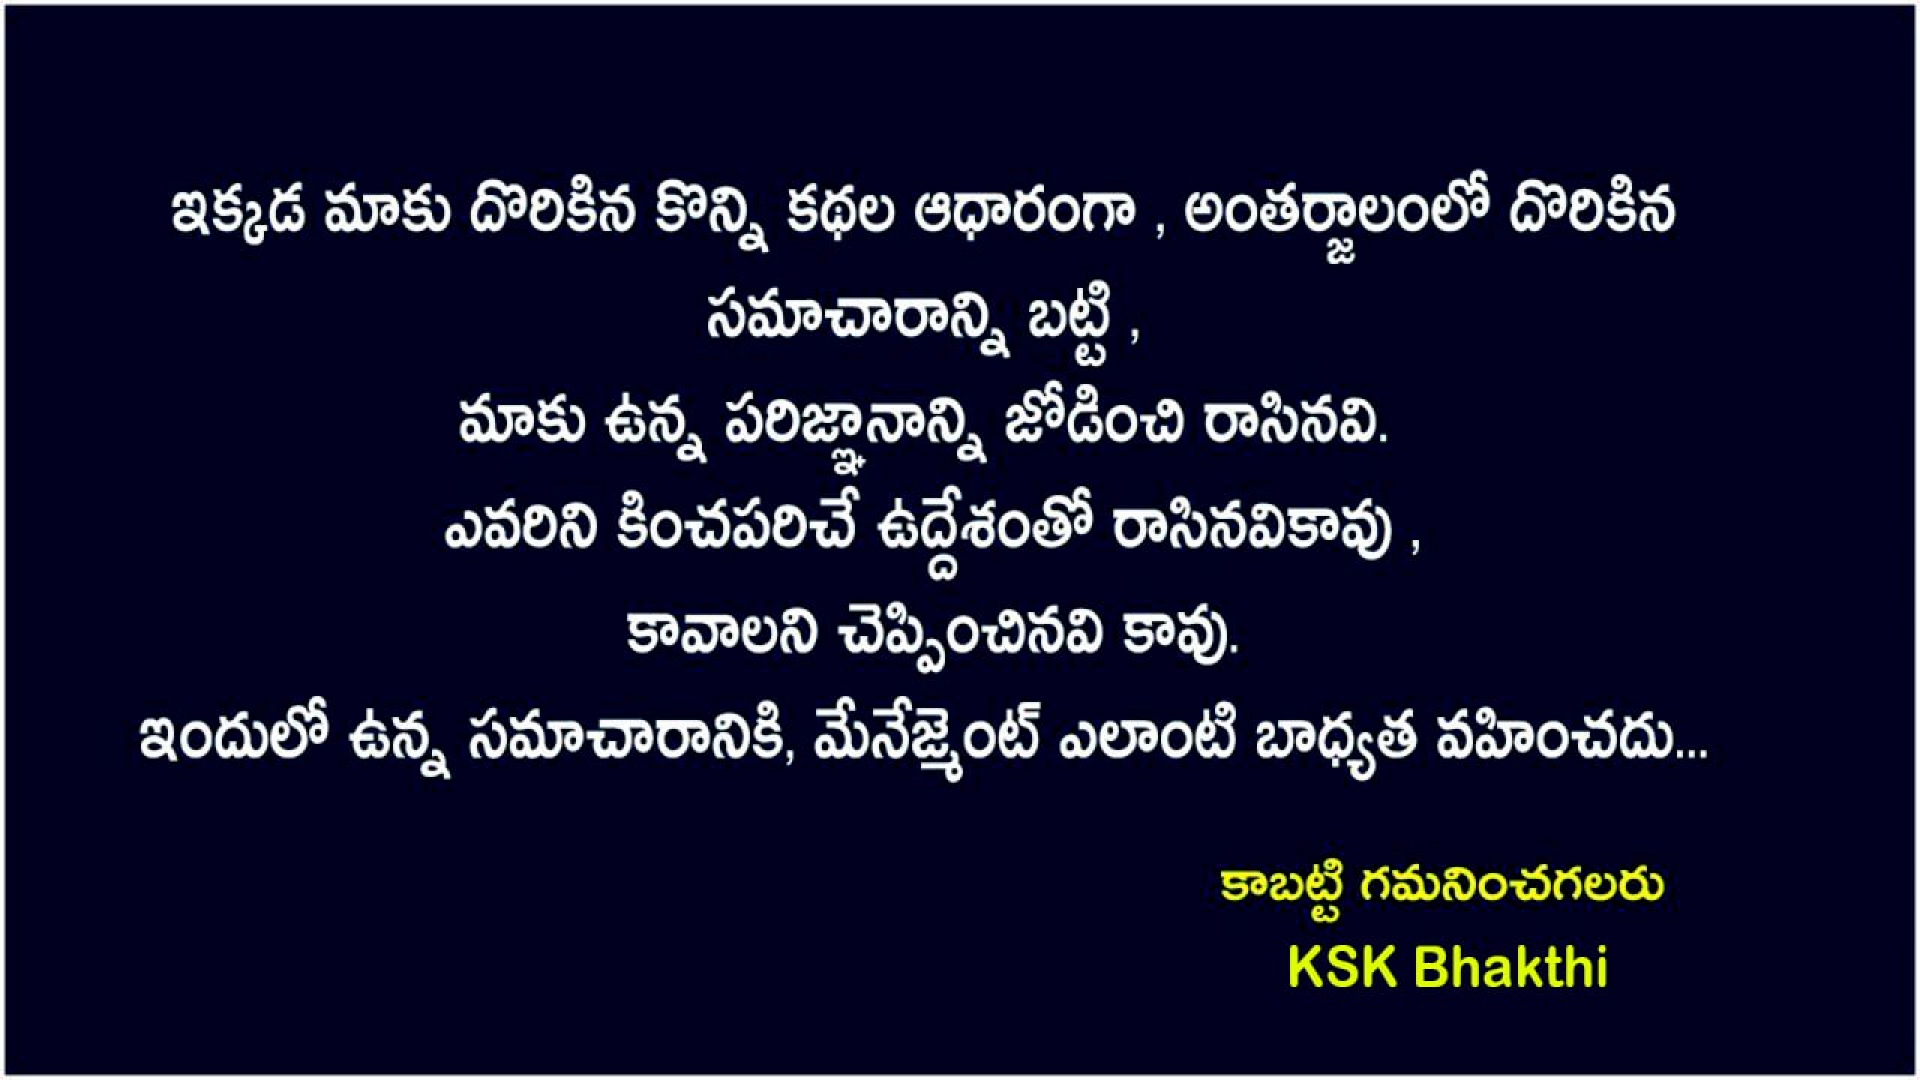 ఇక్కడ మాకు దొరికిన కొన్ని కథల ఆధారంగా , అంతర్జాలంలో దొరికిన
సమాచారాన్ని బట్టి ,
మాకు ఉన్న పరిజ్ఞానాన్ని జోడించి రాసినవి.
ఎవరిని కించపరిచే ఉద్దేశంతో రాసినవికావు ,
కావాలని చెప్పించినవి కావు.
ఇందులో ఉన్న సమాచారానికి, మేనేజ్మెంట్ ఎలాంటి బాధ్యత వహించదు...
కాబట్టి గమనించగలరు
KSK Bhakthi